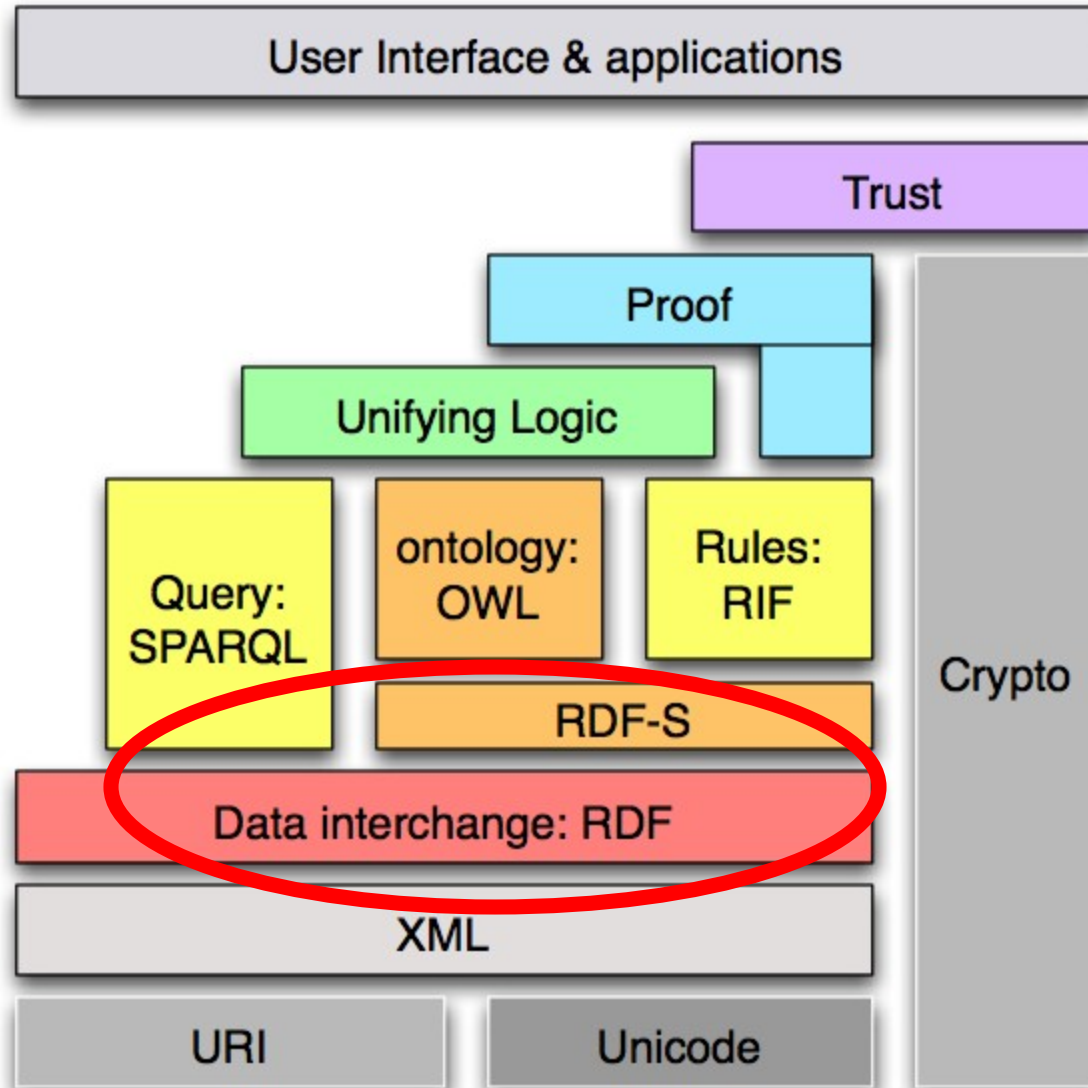 User Interface & applications
Trust
Proof
Unifying Logic
Query:
SPARQL
ontology:
OWL
Rules:
RIF
Crypto
RDF-S
Data interchange: RDF
XML
URI
Unicode